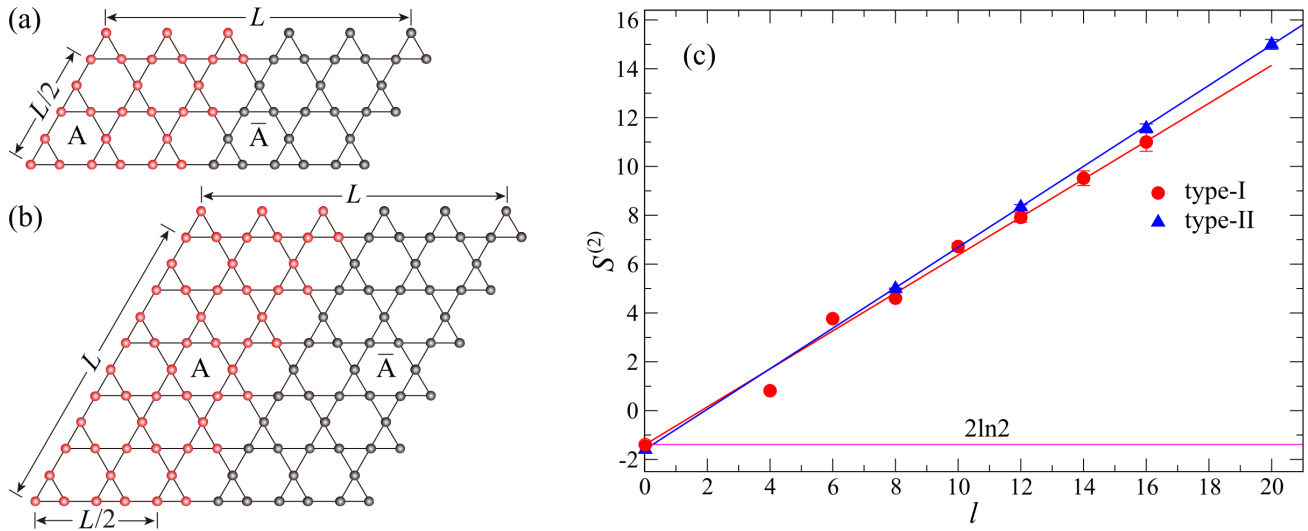 (a)
L
L/2
A
A̅
(b)
L
L
A
A̅
L/2
(c)
16
14
12
10
8
6
4
2
0
-2
S(2)
type-I
type-II
2ln2
0 2 4 6 8 10 12 14 16 18 20
l